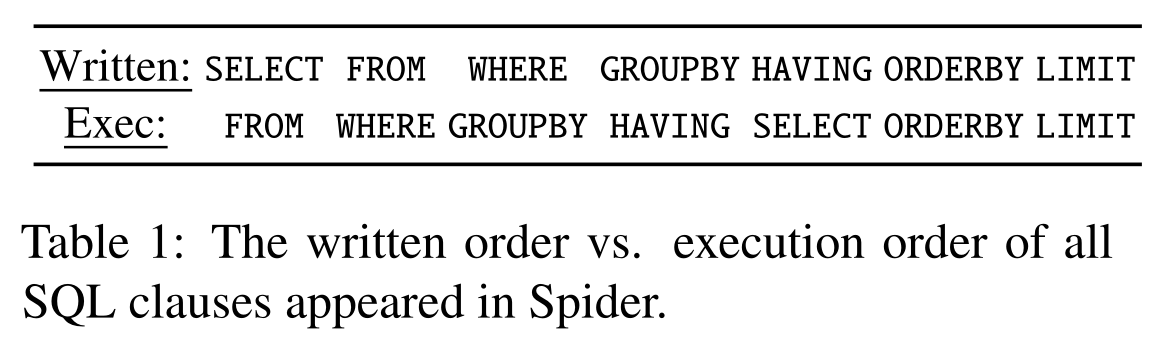 Written: SELECT FROM WHERE GROUPBY HAVING ORDERBY LIMIT
Exec: FROM WHERE GROUPBY HAVING SELECT ORDERBY LIMIT
Table 1: The written order vs. execution order of all
SQL clauses appeared in Spider.